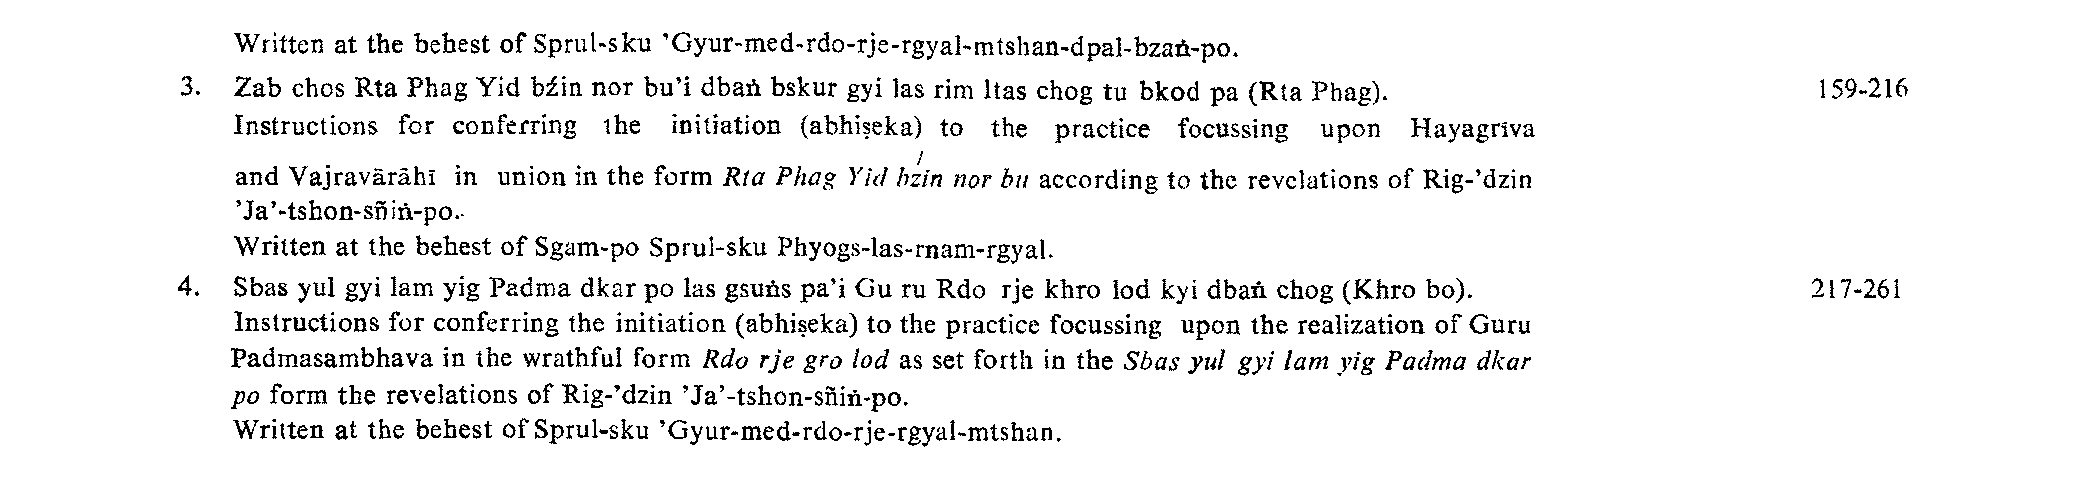 Written at the behest of Sprul-sku ’Gyur-med-rdo-rje-rgyal-mtshan-dpal-bzaṅ-po.
3. Zab chos Rta Phag Yid bźin nor bu’i dbaṅ bskur gyi las rim ltas chog tu bkod pa (Rta Phag). 159-216
Instructions for conferring the initiation (abhiṣeka) to the practice focussing upon Hayagrīva
and Vajravārāhī in union in the form Rta Phag Yid bźin nor bu according to the revelations of Rig-’dzin
’Ja’-tshon-sñiṅ-po.
Written at the behest of Sgam-po Sprul-sku Phyogs-las-rnam-rgyal.
4. Sbas yul gyi lam yig Padma dkar po las gsuṅs pa’i Gu ru Rdo rje khro lod kyi dbaṅ chog (Khro bo). 217-261
Instructions for conferring the initiation (abhiṣeka) to the practice focussing upon the realization of Guru
Padmasambhava in the wrathful form Rdo rje gro lod as set forth in the Sbas yul gyi lam yig Padma dkar
po form the revelations of Rig-’dzin ’Ja’-tshon-sñiṅ-po.
Written at the behest of Sprul-sku ’Gyur-med-rdo-rje-rgyal-mtshan.